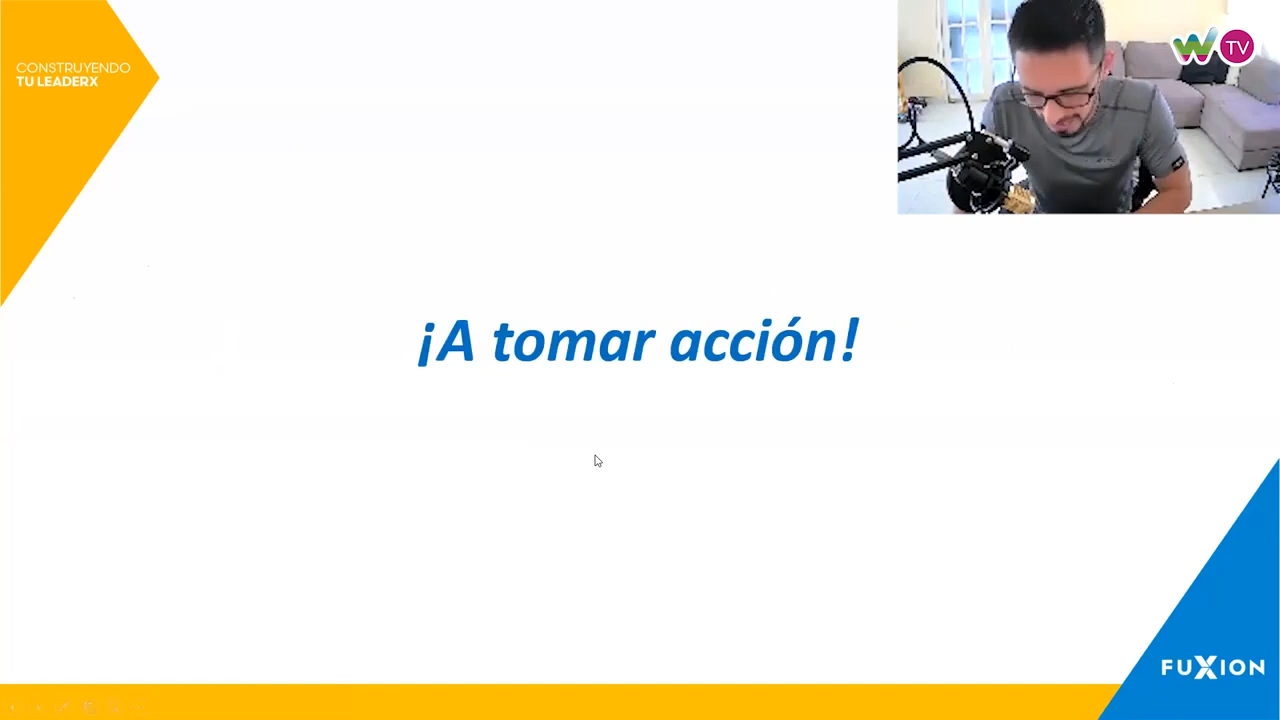 CONSTRUYENDO
TU LEADERX
W TV
¡A tomar acción!
FUXION